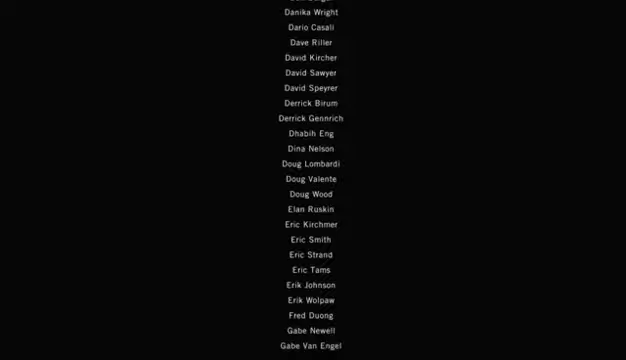 Danika Wright
Dario Casali
Dave Riller
David Kircher
David Sawyer
David Speyrer
Derrick Birum
Derrick Gennrich
Dhabih Eng
Dina Nelson
Doug Lombardi
Doug Valente
Doug Wood
Elan Ruskin
Eric Kirchmer
Eric Smith
Eric Strand
Eric Tams
Erik Johnson
Erik Wolpaw
Fred Duong
Gabe Newell
Gabe Van Engel